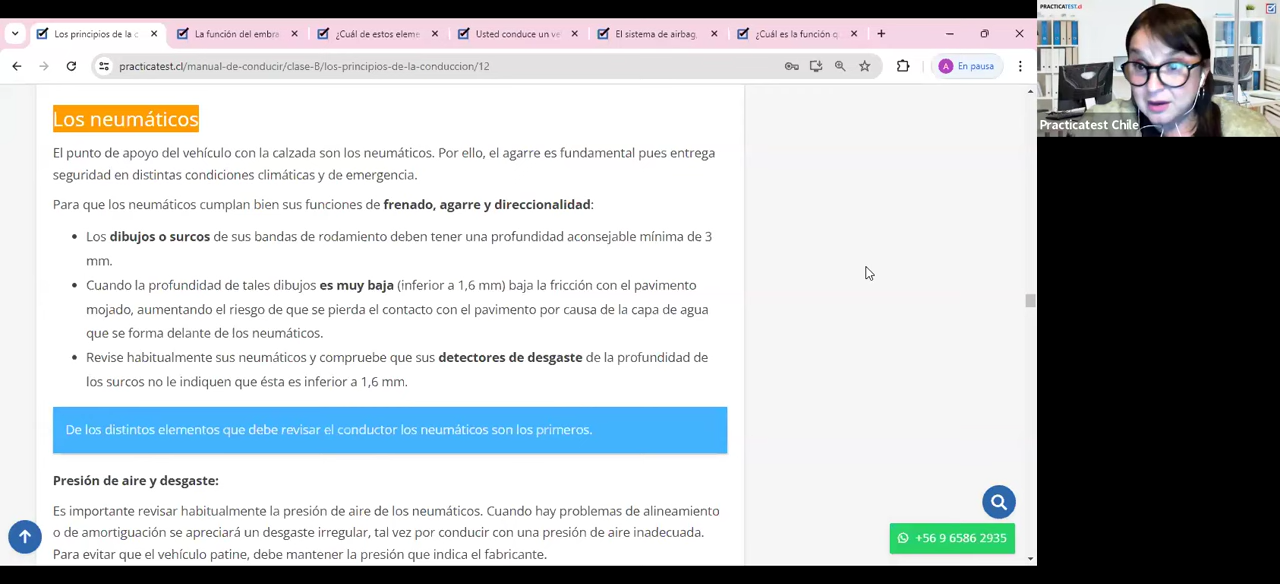 Los principios de la c
La función del embra
¿Cuál de estos eleme
Usted conduce un ve
El sistema de airbag,
¿Cuál es la función q
practicatest.cl/manual-de-conducir/clase-B/los-principios-de-la-conduccion/12
A
En pausa
PRACTICATEST.cl
Practicatest Chile
Los neumáticos
El punto de apoyo del vehículo con la calzada son los neumáticos. Por ello, el agarre es fundamental pues entrega
seguridad en distintas condiciones climáticas y de emergencia.
Para que los neumáticos cumplan bien sus funciones de frenado, agarre y direccionalidad:
• Los dibujos o surcos de sus bandas de rodamiento deben tener una profundidad aconsejable mínima de 3
mm.
• Cuando la profundidad de tales dibujos es muy baja (inferior a 1,6 mm) baja la fricción con el pavimento
mojado, aumentando el riesgo de que se pierda el contacto con el pavimento por causa de la capa de agua
que se forma delante de los neumáticos.
• Revise habitualmente sus neumáticos y compruebe que sus detectores de desgaste de la profundidad de
los surcos no le indiquen que ésta es inferior a 1,6 mm.
De los distintos elementos que debe revisar el conductor los neumáticos son los primeros.
Presión de aire y desgaste:
Es importante revisar habitualmente la presión de aire de los neumáticos. Cuando hay problemas de alineamiento
o de amortiguación se apreciará un desgaste irregular, tal vez por conducir con una presión de aire inadecuada.
Para evitar que el vehículo patine, debe mantener la presión que indica el fabricante.
+56 9 6586 2935